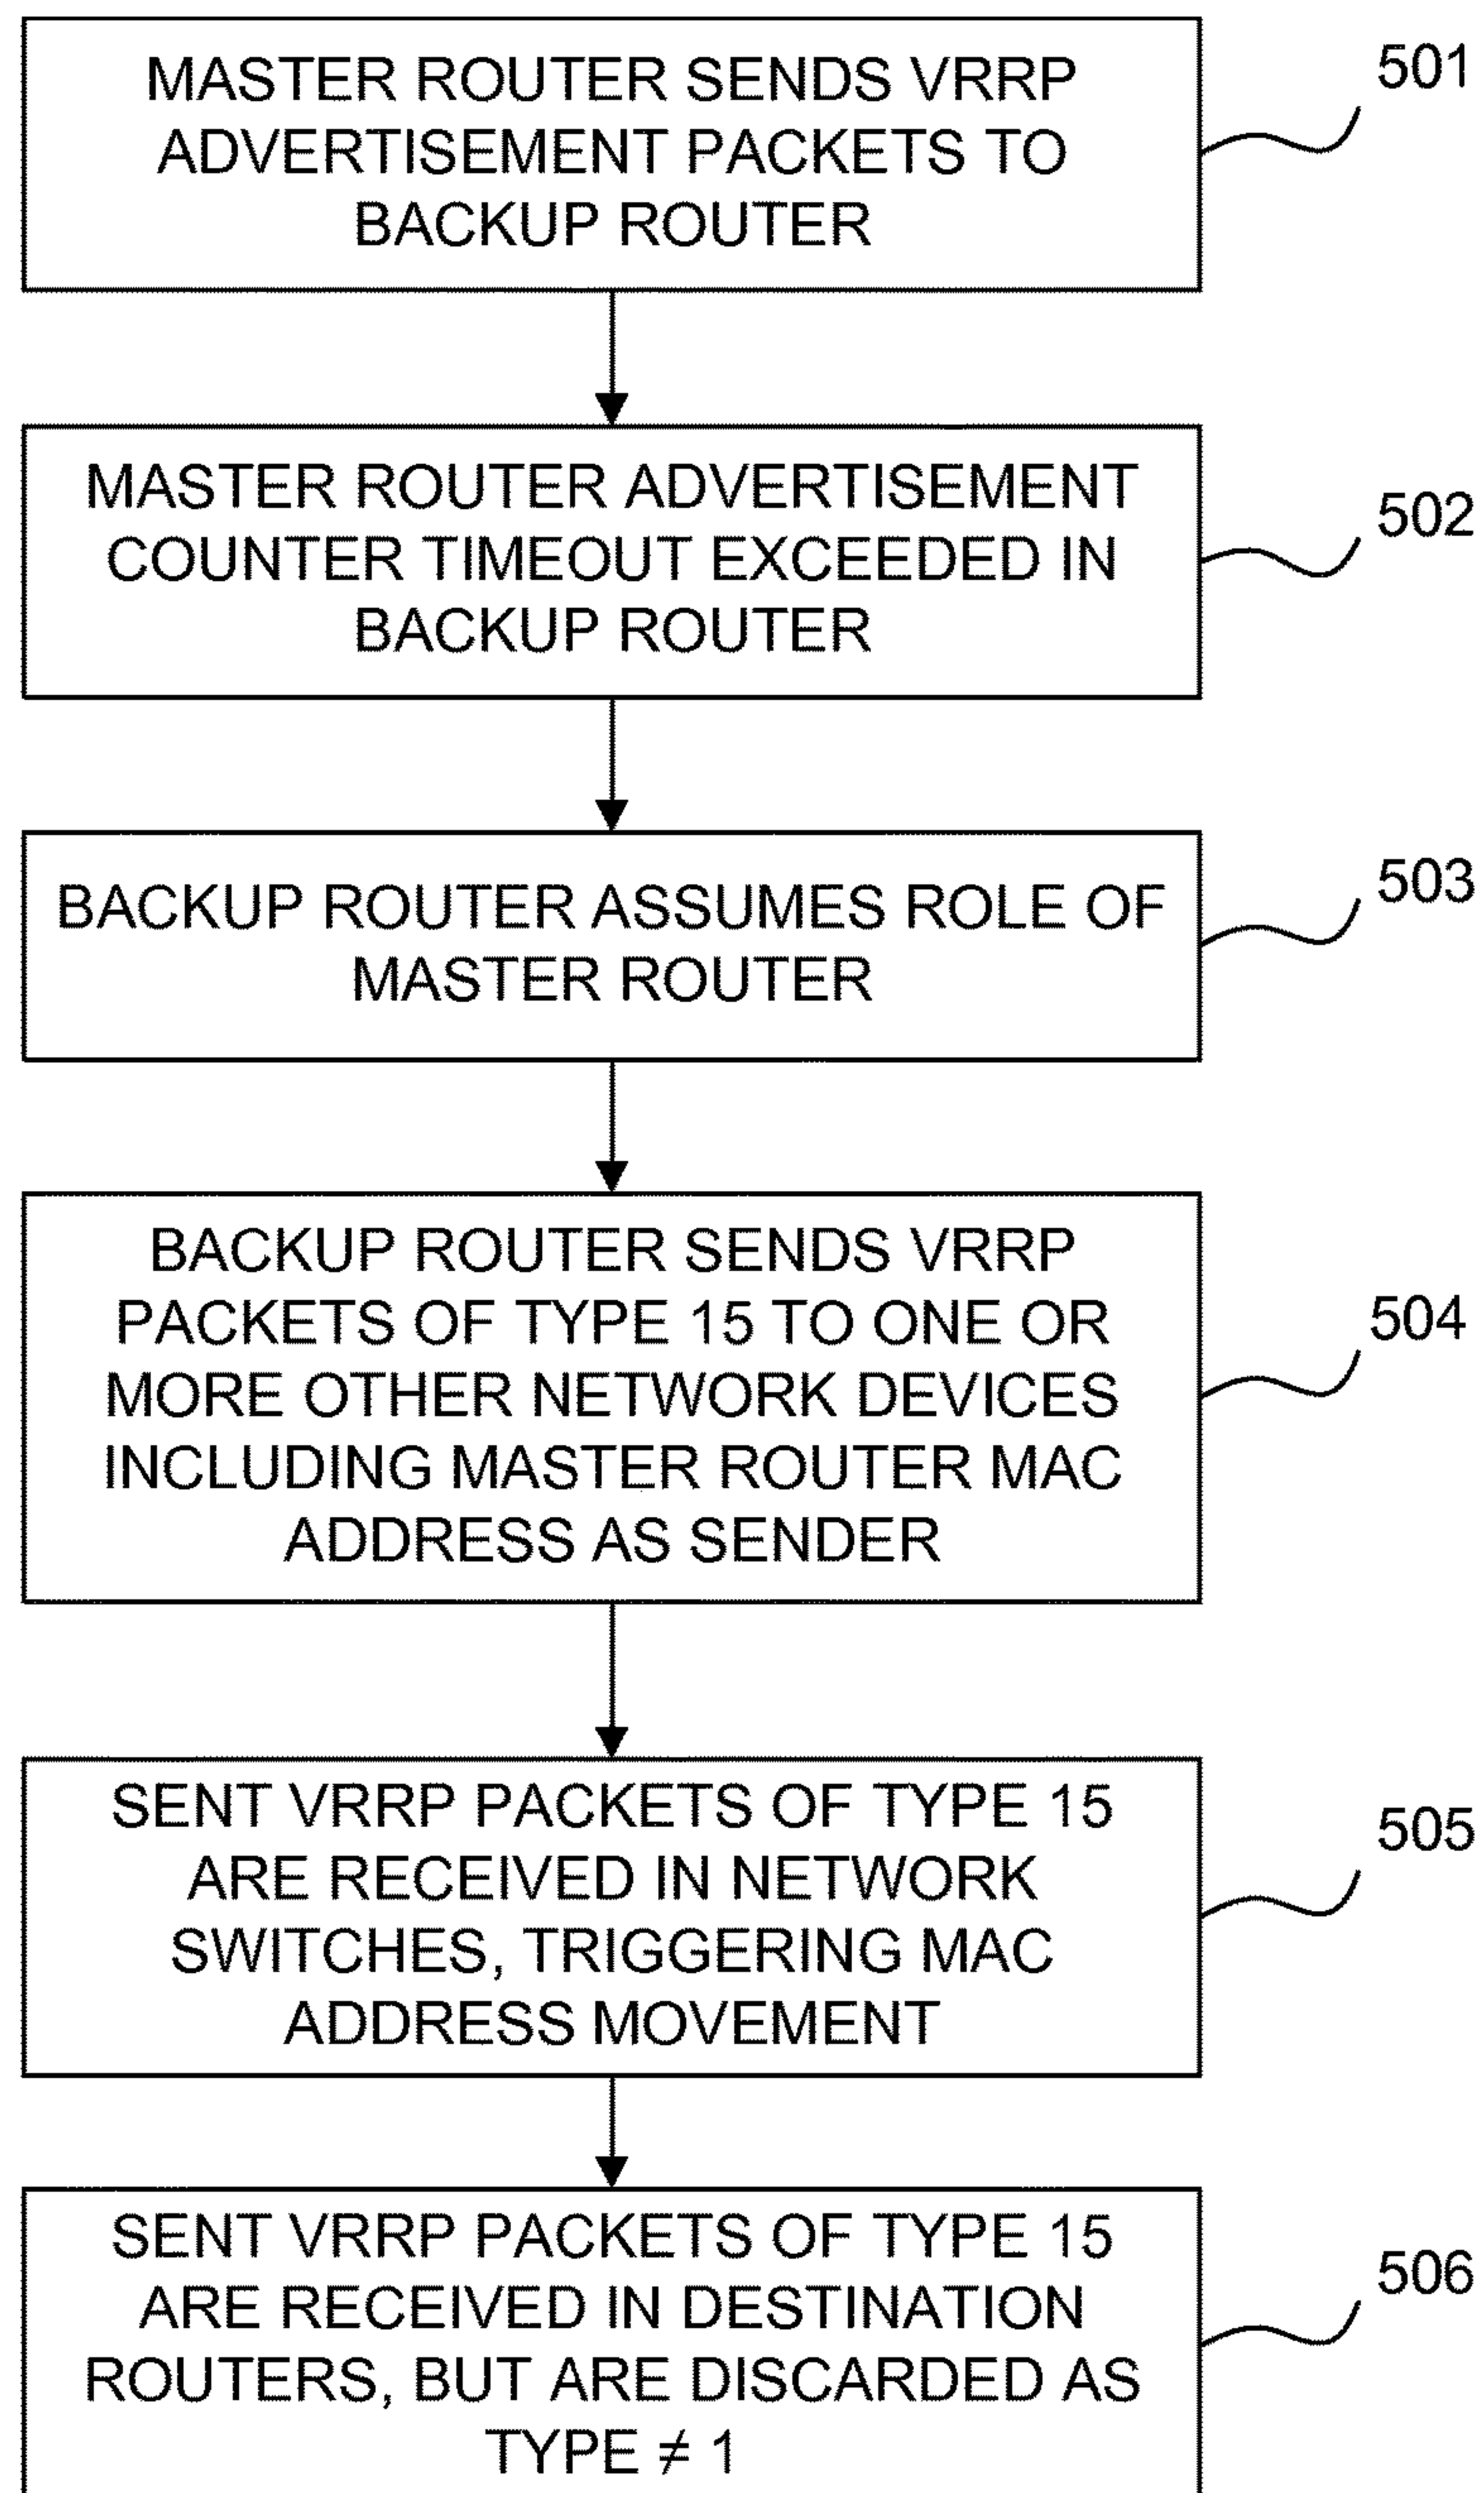 MASTER ROUTER SENDS VRRP
ADVERTISEMENT PACKETS TO
BACKUP ROUTER
501
MASTER ROUTER ADVERTISEMENT
COUNTER TIMEOUT EXCEEDED IN
BACKUP ROUTER
502
BACKUP ROUTER ASSUMES ROLE OF
MASTER ROUTER
503
BACKUP ROUTER SENDS VRRP
PACKETS OF TYPE 15 TO ONE OR
MORE OTHER NETWORK DEVICES
INCLUDING MASTER ROUTER MAC
ADDRESS AS SENDER
504
SENT VRRP PACKETS OF TYPE 15
ARE RECEIVED IN NETWORK
SWITCHES, TRIGGERING MAC
ADDRESS MOVEMENT
505
SENT VRRP PACKETS OF TYPE 15
ARE RECEIVED IN DESTINATION
ROUTERS, BUT ARE DISCARDED AS
TYPE ≠ 1
506